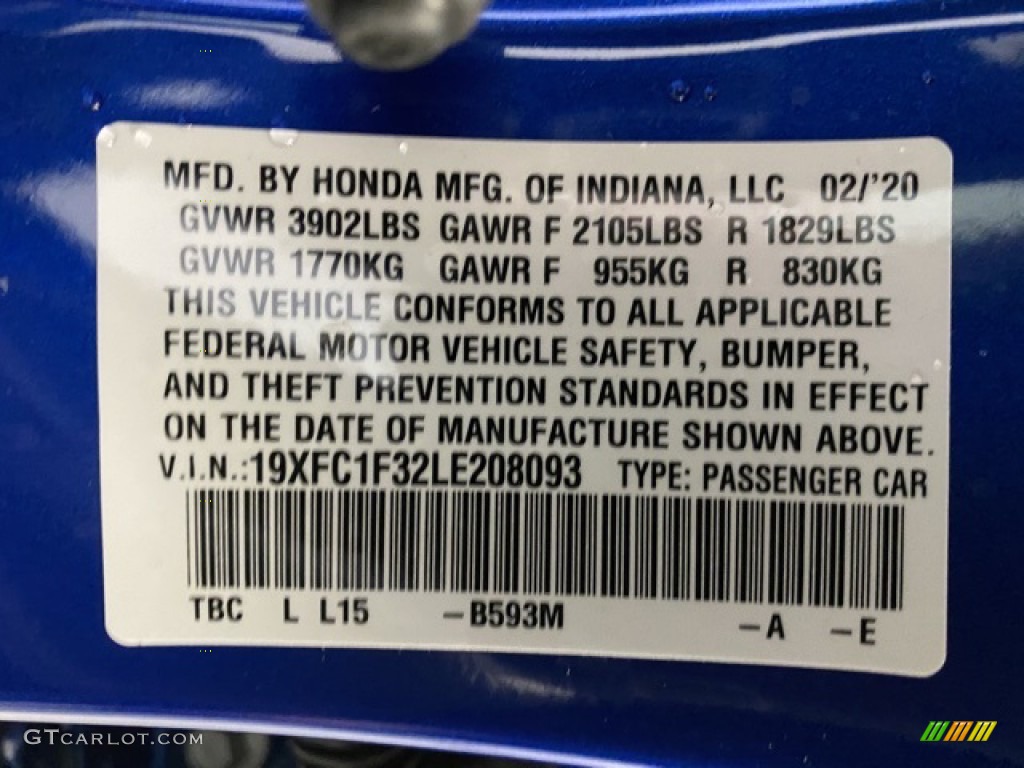 MFD. BY HONDA MFG. OF INDIANA, LLC 02/'20
GVWR 3902LBS GAWR F 2105LBS R 1829LBS
GVWR 1770KG GAWR F 955KG R 830KG
THIS VEHICLE CONFORMS TO ALL APPLICABLE
FEDERAL MOTOR VEHICLE SAFETY, BUMPER,
AND THEFT PREVENTION STANDARDS IN EFFECT
ON THE DATE OF MANUFACTURE SHOWN ABOVE.
V.I.N.:19XFC1F32LE208093 TYPE: PASSENGER CAR
TBC L L15 –B593M –A –E
GTCARLOT.COM